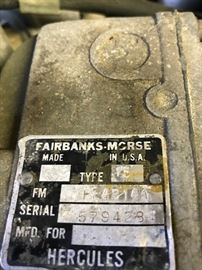 FAIRBANKS-MORSE
MADE IN U.S.A.
TYPE
FM
SERIAL
MFD. FOR
HERCULES